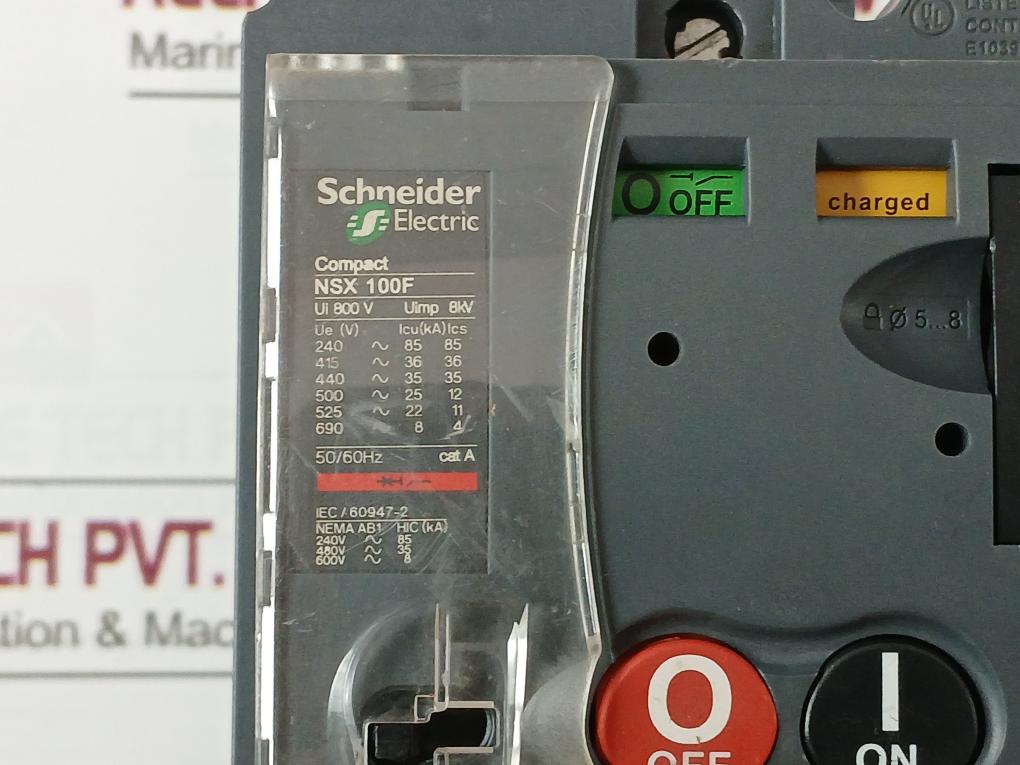 Marin
LISTE
CONT
E1039
Schneider
Electric
Compact
NSX 100F
Ui 800 V Uimp 8kV
Ue (V) Icu(kA) Ics
240 ~ 85 85
415 ~ 36 36
440 ~ 35 35
500 ~ 25 12
525 ~ 22 11
690 ~ 8 4
50/60Hz cat A
IEC / 60947-2
NEMA AB1 HIC (kA)
240V ~ 85
480V ~ 35
600V ~ 8
O OFF
charged
Ø 5...8
CH PVT.
tion & Mac
O
OFF
I
ON